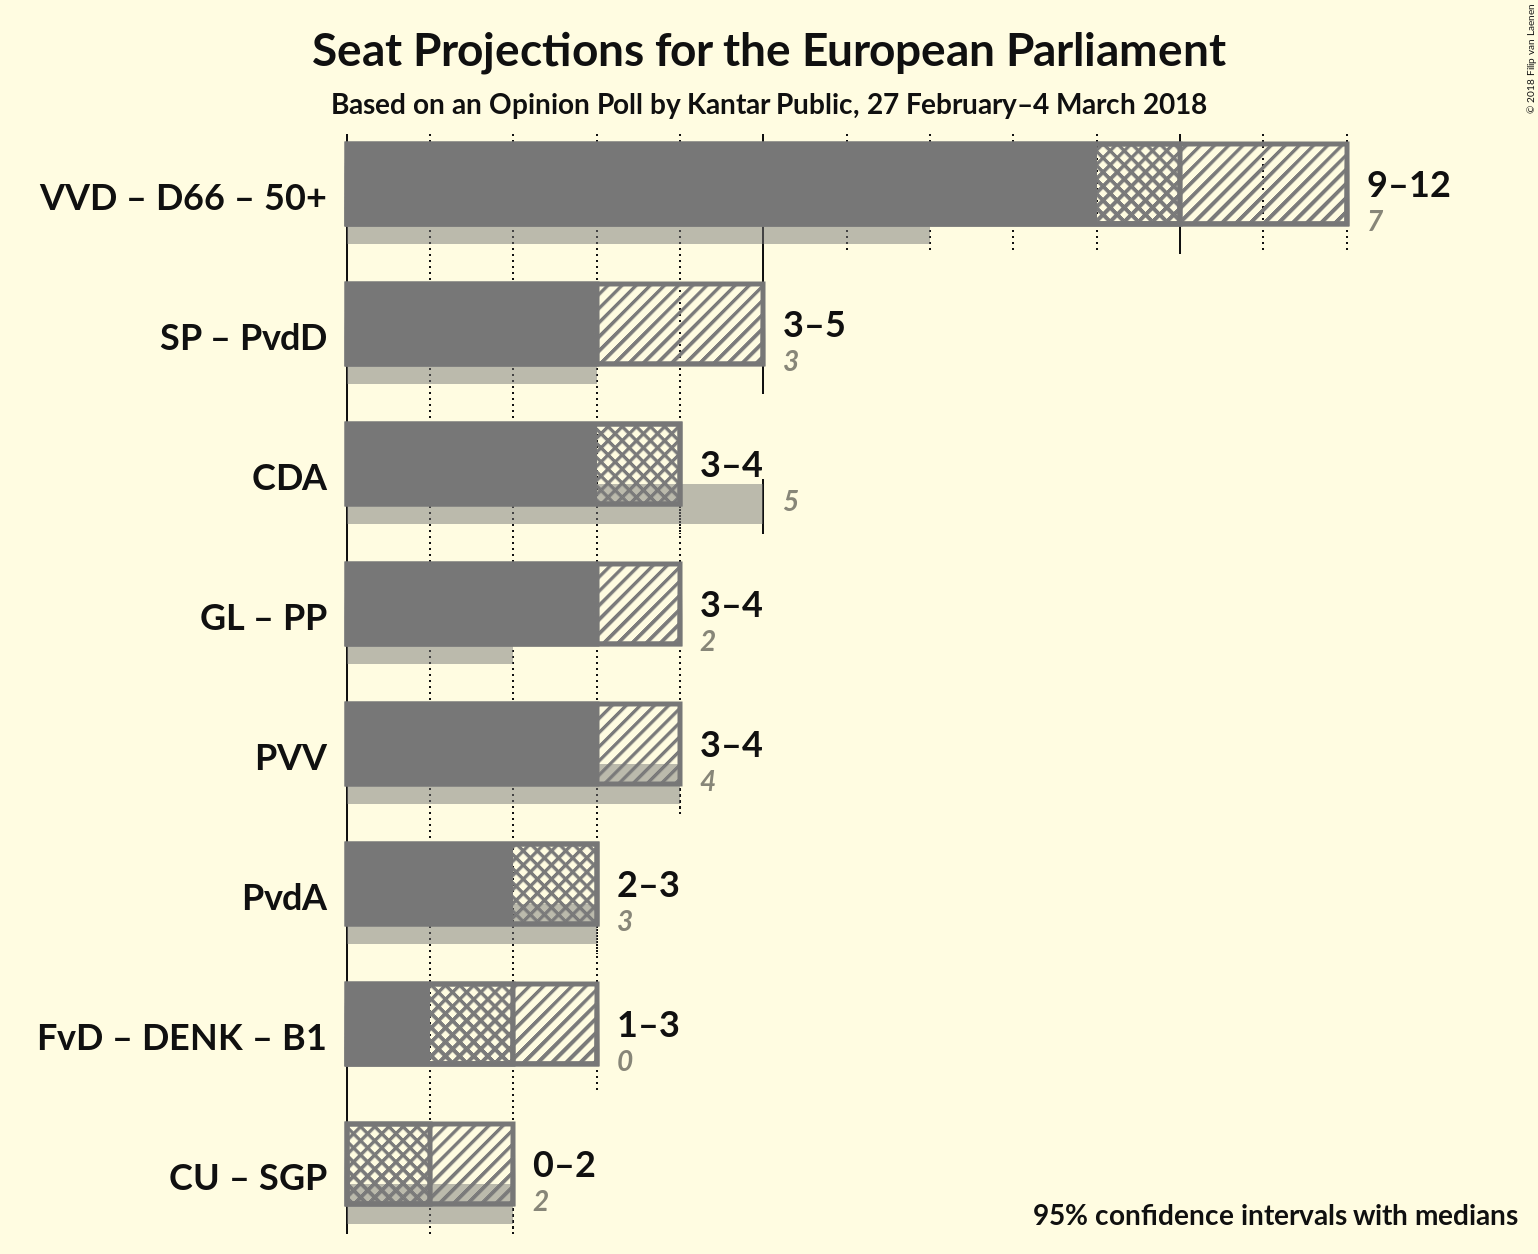 Seat Projections for the European Parliament
Based on an Opinion Poll by Kantar Public, 27 February–4 March 2018
© 2018 Filip van Laenen
VVD – D66 – 50+
9–12
7
SP – PvdD
3–5
3
CDA
3–4
5
GL – PP
3–4
2
PVV
3–4
4
PvdA
2–3
3
FvD – DENK – B1
1–3
0
CU – SGP
0–2
2
95% confidence intervals with medians